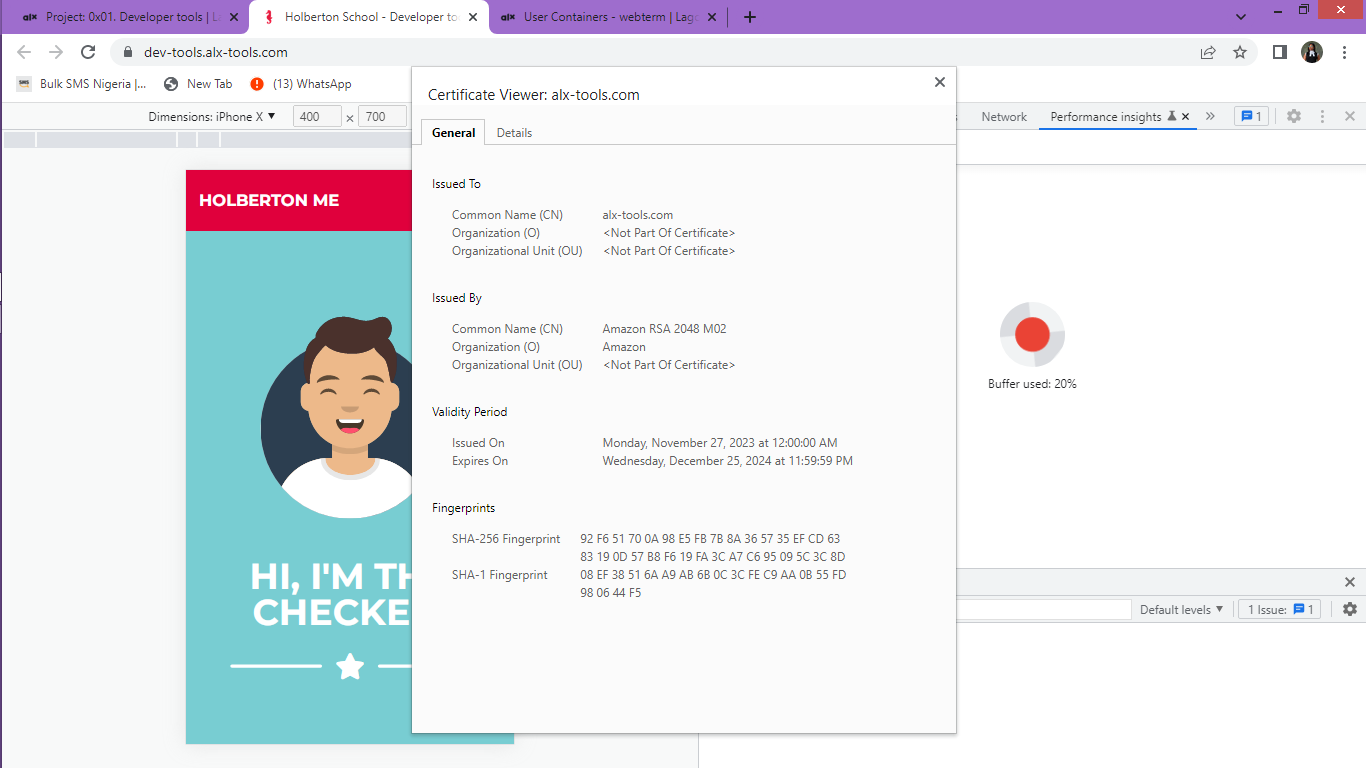 alx Project: 0x01. Developer tools | L
Holberton School - Developer to
alx User Containers - webterm | Lago
dev-tools.alx-tools.com
SMS Bulk SMS Nigeria |...
New Tab
(13) WhatsApp
Dimensions: iPhone X ▼ 400 × 700
Network
Performance insights
1
HOLBERTON ME
HI, I'M TH
CHECKE
Certificate Viewer: alx-tools.com
General Details
Issued To
Common Name (CN) alx-tools.com
Organization (O) <Not Part Of Certificate>
Organizational Unit (OU) <Not Part Of Certificate>
Issued By
Common Name (CN) Amazon RSA 2048 M02
Organization (O) Amazon
Organizational Unit (OU) <Not Part Of Certificate>
Validity Period
Issued On Monday, November 27, 2023 at 12:00:00 AM
Expires On Wednesday, December 25, 2024 at 11:59:59 PM
Fingerprints
SHA-256 Fingerprint 92 F6 51 70 0A 98 E5 FB 7B 8A 36 57 35 EF CD 63
83 19 0D 57 B8 F6 19 FA 3C A7 C6 95 09 5C 3C 8D
SHA-1 Fingerprint 08 EF 38 51 6A A9 AB 6B 0C 3C FE C9 AA 0B 55 FD
98 06 44 F5
Buffer used: 20%
Default levels ▼ 1 Issue: 1